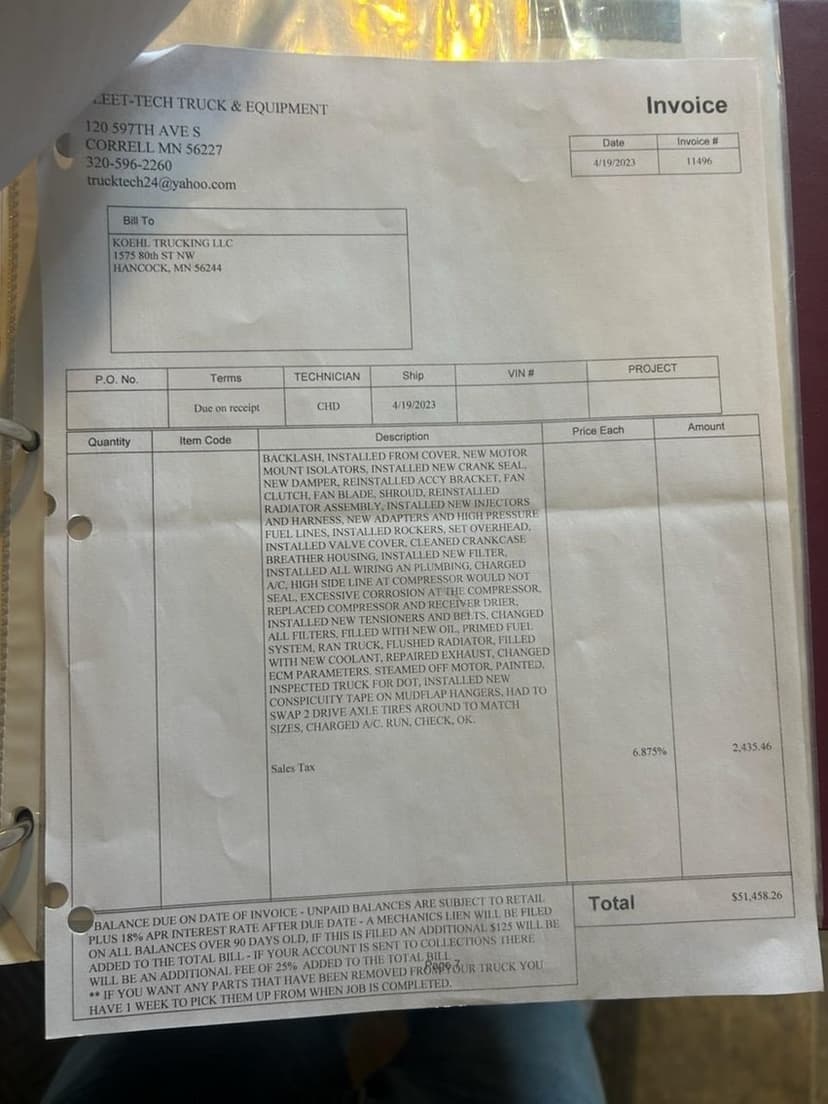 LEET-TECH TRUCK & EQUIPMENT
120 597TH AVE S
CORRELL MN 56227
320-596-2260
trucktech24@yahoo.com
Invoice
Date Invoice #
4/19/2023 11496
Bill To
KOEHL TRUCKING LLC
1575 80th ST NW
HANCOCK, MN 56244
P.O. No. Terms TECHNICIAN Ship VIN # PROJECT
Due on receipt CHD 4/19/2023
Quantity Item Code Description Price Each Amount
BACKLASH, INSTALLED FROM COVER, NEW MOTOR
MOUNT ISOLATORS, INSTALLED NEW CRANK SEAL,
NEW DAMPER, REINSTALLED ACCY BRACKET, FAN
CLUTCH, FAN BLADE, SHROUD, REINSTALLED
RADIATOR ASSEMBLY, INSTALLED NEW INJECTORS
AND HARNESS, NEW ADAPTERS AND HIGH PRESSURE
FUEL LINES, INSTALLED ROCKERS, SET OVERHEAD,
INSTALLED VALVE COVER, CLEANED CRANKCASE
BREATHER HOUSING, INSTALLED NEW FILTER,
INSTALLED ALL WIRING AN PLUMBING, CHARGED
A/C, HIGH SIDE LINE AT COMPRESSOR WOULD NOT
SEAL, EXCESSIVE CORROSION AT THE COMPRESSOR,
REPLACED COMPRESSOR AND RECEIVER DRIER,
INSTALLED NEW TENSIONERS AND BELTS, CHANGED
ALL FILTERS, FILLED WITH NEW OIL, PRIMED FUEL
SYSTEM, RAN TRUCK, FLUSHED RADIATOR, FILLED
WITH NEW COOLANT, REPAIRED EXHAUST, CHANGED
ECM PARAMETERS. STEAMED OFF MOTOR, PAINTED,
INSPECTED TRUCK FOR DOT, INSTALLED NEW
CONSPICUITY TAPE ON MUDFLAP HANGERS, HAD TO
SWAP 2 DRIVE AXLE TIRES AROUND TO MATCH
SIZES, CHARGED A/C. RUN, CHECK, OK.
Sales Tax 6.875% 2,435.46
BALANCE DUE ON DATE OF INVOICE - UNPAID BALANCES ARE SUBJECT TO RETAIL
PLUS 18% APR INTEREST RATE AFTER DUE DATE - A MECHANICS LIEN WILL BE FILED
ON ALL BALANCES OVER 90 DAYS OLD, IF THIS IS FILED AN ADDITIONAL $125 WILL BE
ADDED TO THE TOTAL BILL - IF YOUR ACCOUNT IS SENT TO COLLECTIONS THERE
WILL BE AN ADDITIONAL FEE OF 25% ADDED TO THE TOTAL BILL
** IF YOU WANT ANY PARTS THAT HAVE BEEN REMOVED FROM YOUR TRUCK YOU
HAVE 1 WEEK TO PICK THEM UP FROM WHEN JOB IS COMPLETED.
Page 7
Total $51,458.26